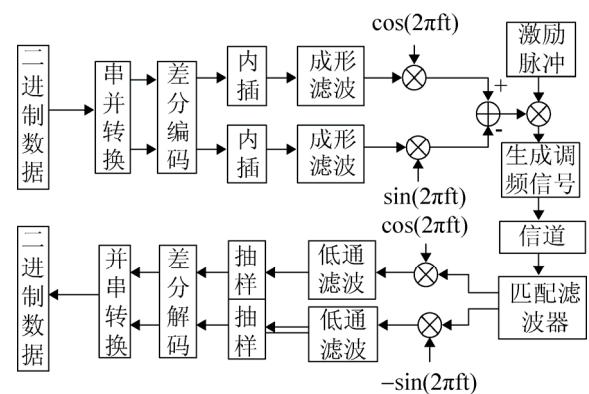 cos(2πft)
激励
脉冲
二进制数据
串并转换
差分编码
内插
成形
滤波
+
内插
成形
滤波
-
sin(2πft)
生成调
频信号
信道
匹配滤
波器
cos(2πft)
二进制数据
并串转换
差分解码
抽样
低通
滤波
抽样
低通
滤波
−sin(2πft)